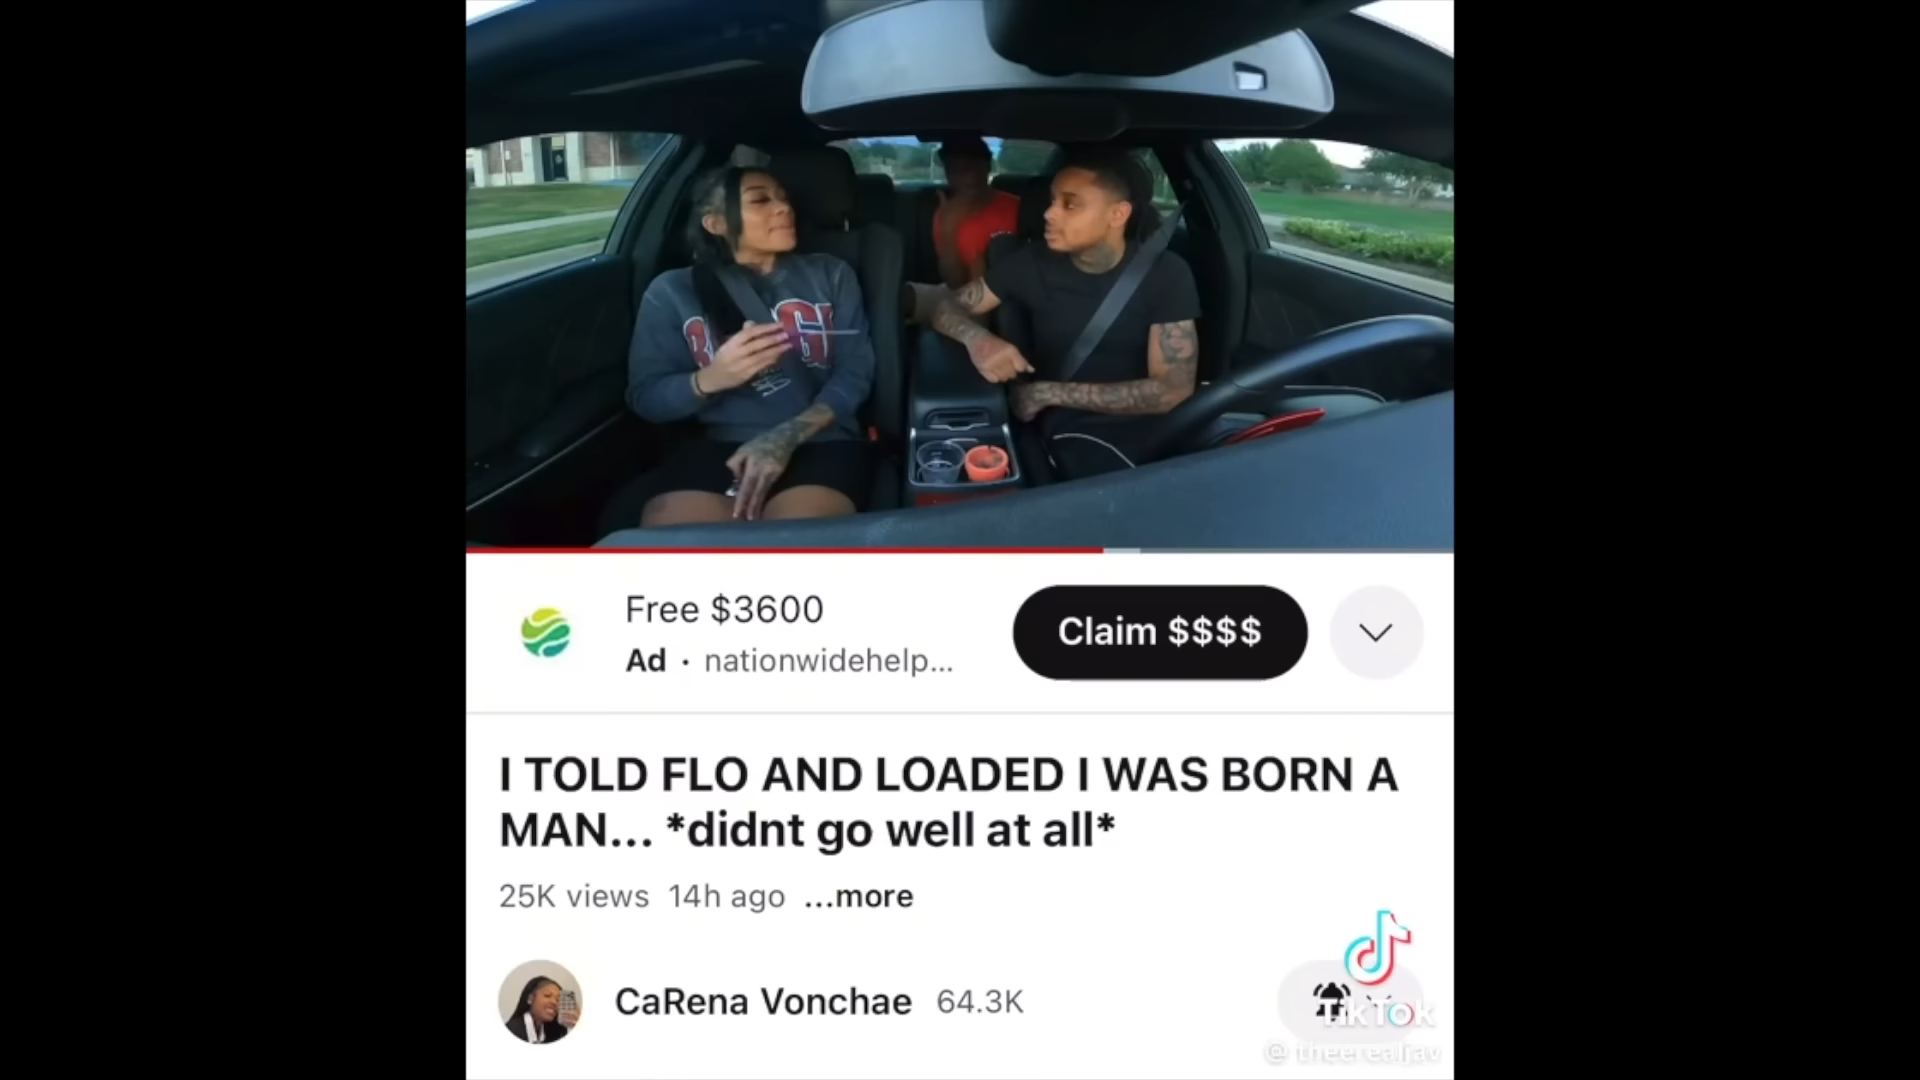 Free $3600
Claim $$$$
Ad · nationwidehelp...
I TOLD FLO AND LOADED I WAS BORN A
MAN... *didnt go well at all*
25K views 14h ago ...more
CaRena Vonchae 64.3K
TikTok
@theerealjav